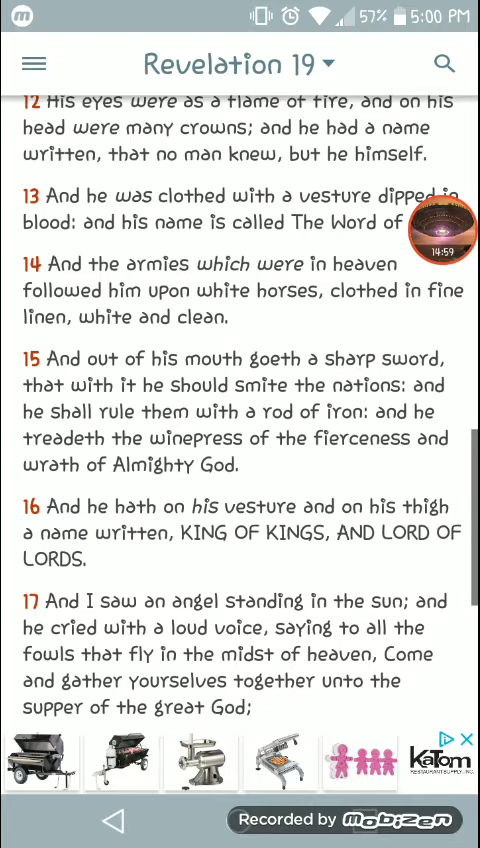 57% 5:00 PM
Revelation 19
12 His eyes were as a flame of fire, and on his
head were many crowns; and he had a name
written, that no man knew, but he himself.
13 And he was clothed with a vesture dipped in
blood: and his name is called The Word of
14 And the armies which were in heaven
followed him upon white horses, clothed in fine
linen, white and clean.
15 And out of his mouth goeth a sharp sword,
that with it he should smite the nations: and
he shall rule them with a rod of iron: and he
treadeth the winepress of the fierceness and
wrath of Almighty God.
16 And he hath on his vesture and on his thigh
a name written, KING OF KINGS, AND LORD OF
LORDS.
17 And I saw an angel standing in the sun; and
he cried with a loud voice, saying to all the
fowls that fly in the midst of heaven, Come
and gather yourselves together unto the
supper of the great God;
14:59
KaTom
RESTAURANT SUPPLY, INC.
Recorded by mobizen